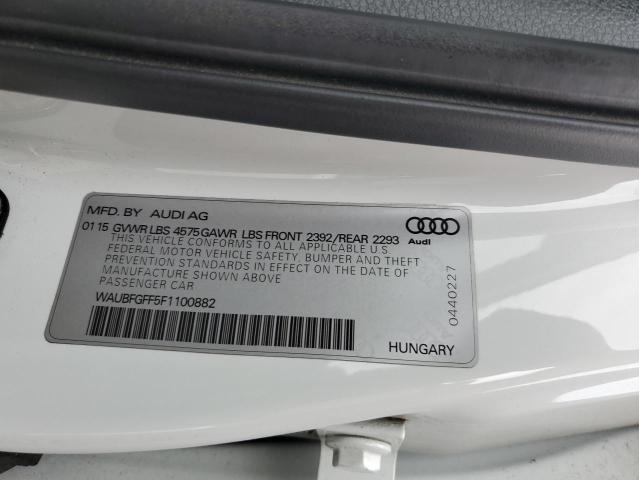 MFD. BY AUDI AG
01 15 GVWR LBS 4575 GAWR LBS FRONT 2392/REAR 2293
THIS VEHICLE CONFORMS TO ALL APPLICABLE U.S.
FEDERAL MOTOR VEHICLE SAFETY, BUMPER AND THEFT
PREVENTION STANDARDS IN EFFECT ON THE DATE OF
MANUFACTURE SHOWN ABOVE
PASSENGER CAR
WAUBFGFF5F1100882
HUNGARY
Audi
0440227